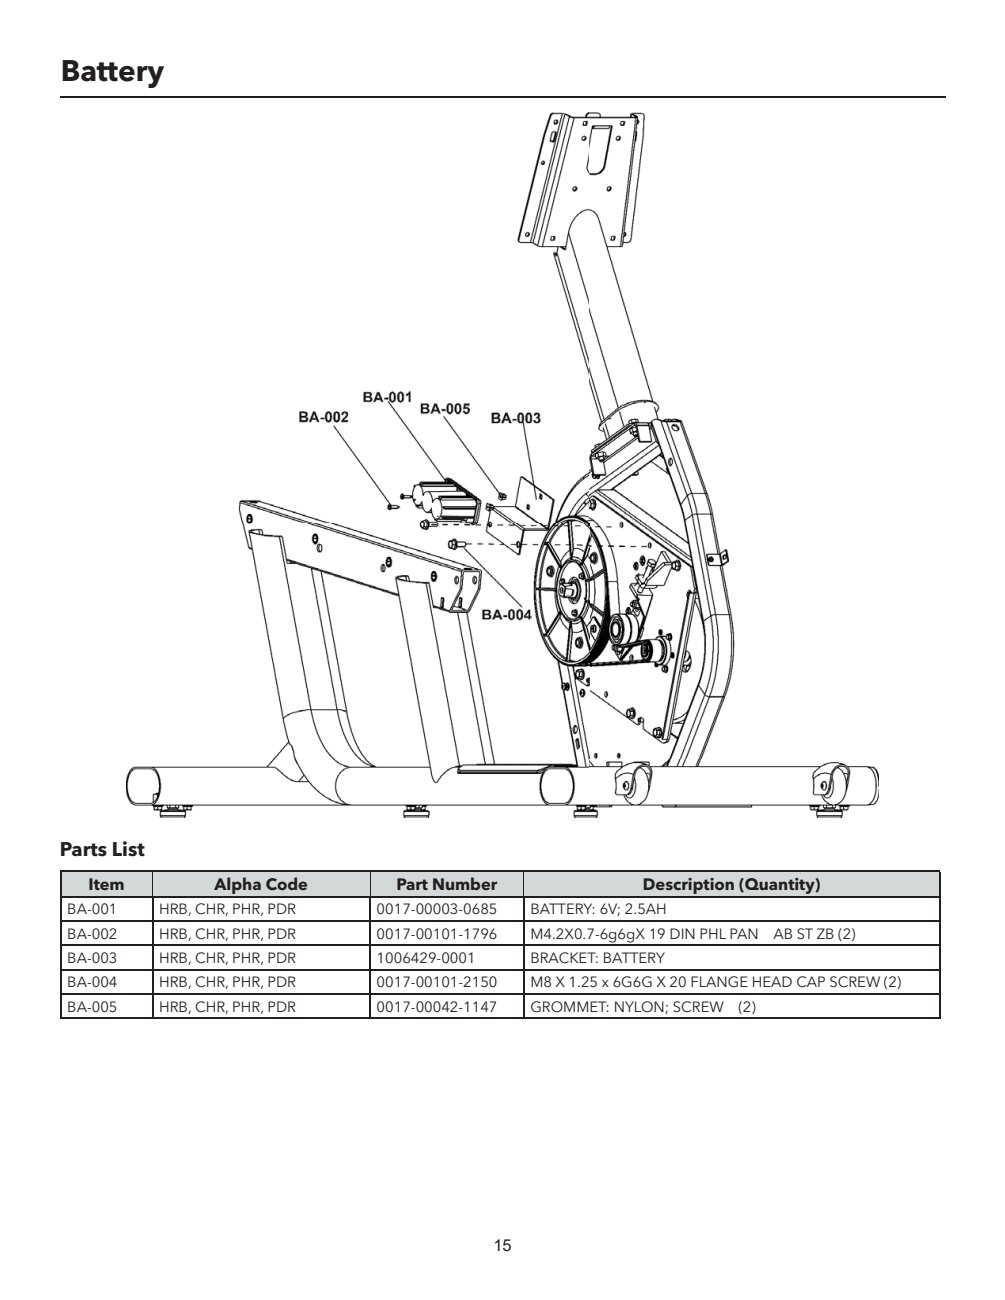 Battery
BA-001
BA-002
BA-005
BA-003
BA-004
Parts List
Item Alpha Code Part Number Description (Quantity)
BA-001 HRB, CHR, PHR, PDR 0017-00003-0685 BATTERY: 6V; 2.5AH
BA-002 HRB, CHR, PHR, PDR 0017-00101-1796 M4.2X0.7-6g6gX 19 DIN PHL PAN AB ST ZB (2)
BA-003 HRB, CHR, PHR, PDR 1006429-0001 BRACKET: BATTERY
BA-004 HRB, CHR, PHR, PDR 0017-00101-2150 M8 X 1.25 x 6G6G X 20 FLANGE HEAD CAP SCREW (2)
BA-005 HRB, CHR, PHR, PDR 0017-00042-1147 GROMMET: NYLON; SCREW (2)
15